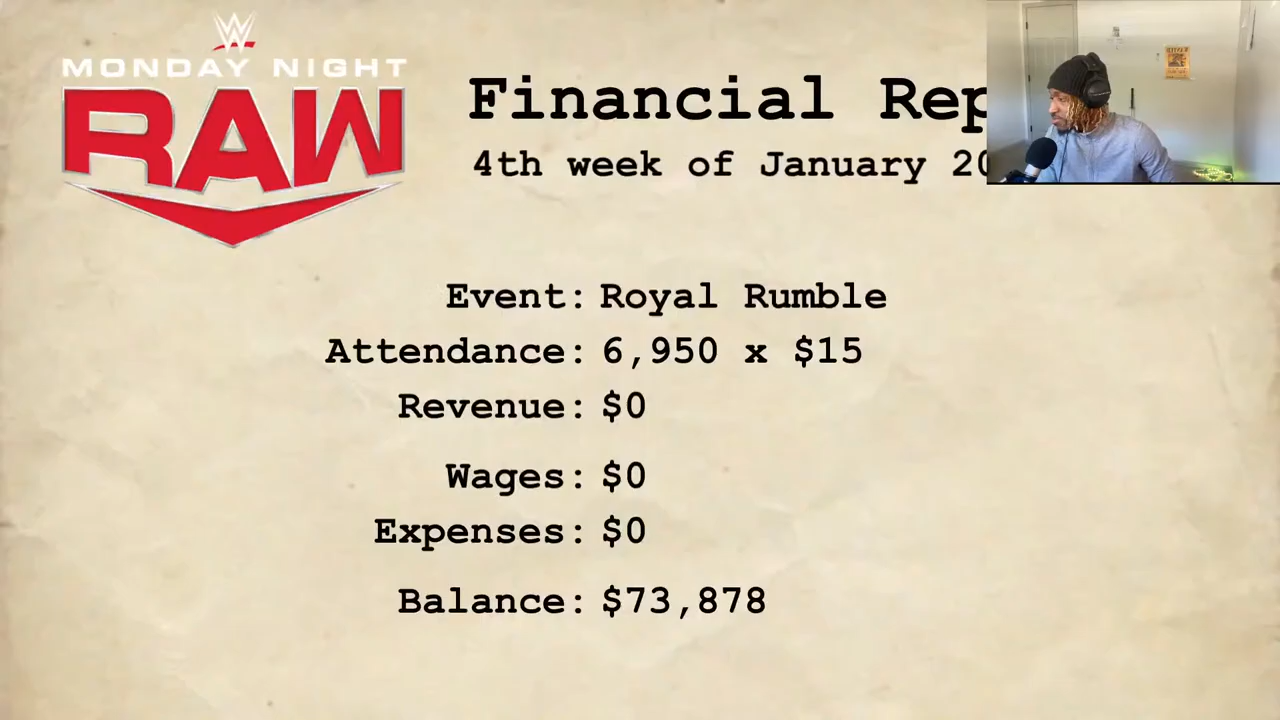 W
MONDAY NIGHT
RAW
Financial Rep
4th week of January 20
Event: Royal Rumble
Attendance: 6,950 x $15
Revenue: $0
Wages: $0
Expenses: $0
Balance: $73,878